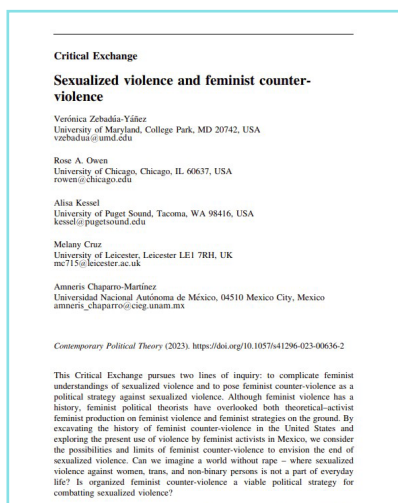 Critical Exchange
Sexualized violence and feminist counter-
violence
Verónica Zebadúa-Yáñez
University of Maryland, College Park, MD 20742, USA
vzebadua@umd.edu
Rose A. Owen
University of Chicago, Chicago, IL 60637, USA
rowen@chicago.edu
Alisa Kessel
University of Puget Sound, Tacoma, WA 98416, USA
kessel@pugetsound.edu
Melany Cruz
University of Leicester, Leicester LE1 7RH, UK
mc715@leicester.ac.uk
Amneris Chaparro-Martínez
Universidad Nacional Autónoma de México, 04510 Mexico City, Mexico
amneris_chaparro@cieg.unam.mx
Contemporary Political Theory (2023). https://doi.org/10.1057/s41296-023-00636-2
This Critical Exchange pursues two lines of inquiry: to complicate feminist
understandings of sexualized violence and to pose feminist counter-violence as a
political strategy against sexualized violence. Although feminist violence has a
history, feminist political theorists have overlooked both theoretical–activist
feminist production on feminist violence and feminist strategies on the ground. By
excavating the history of feminist counter-violence in the United States and
exploring the present use of violence by feminist activists in Mexico, we consider
the possibilities and limits of feminist counter-violence to envision the end of
sexualized violence. Can we imagine a world without rape – where sexualized
violence against women, trans, and non-binary persons is not a part of everyday
life? Is organized feminist counter-violence a viable political strategy for
combatting sexualized violence?